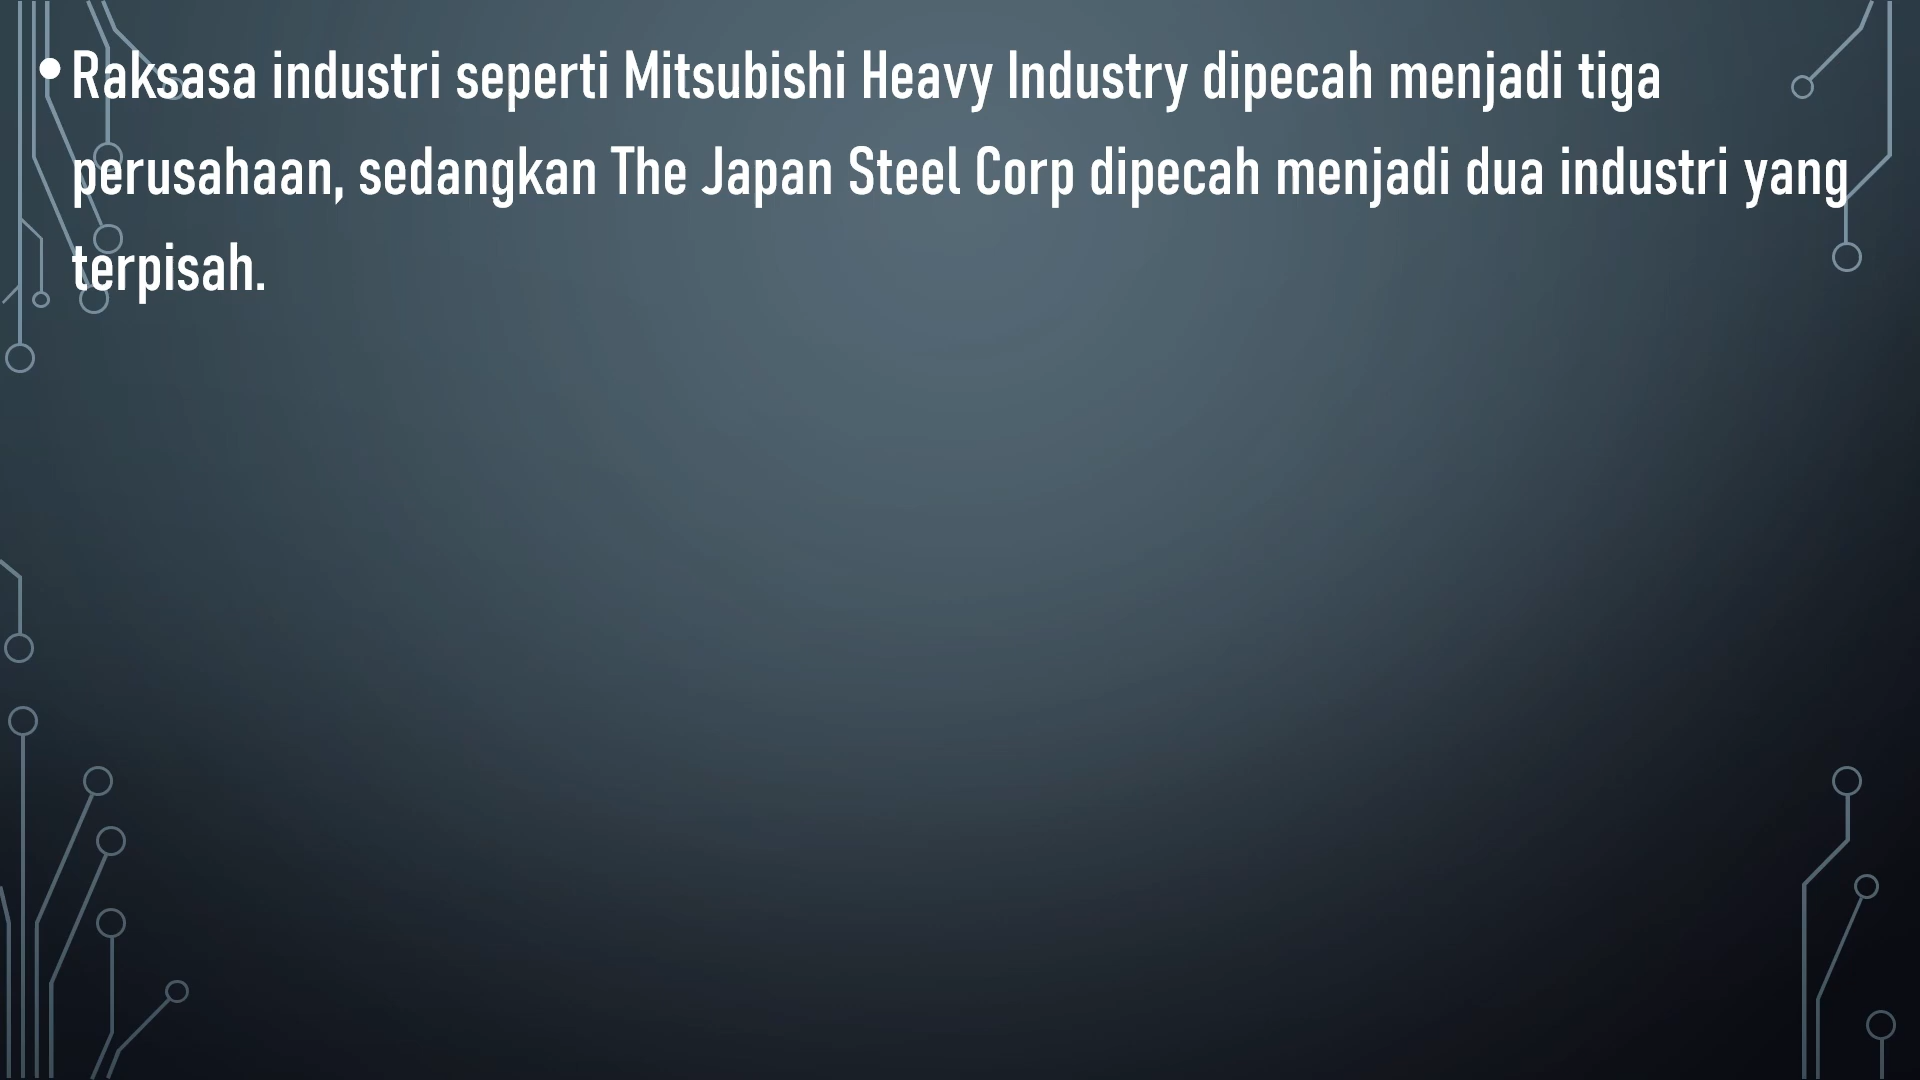 • Raksasa industri seperti Mitsubishi Heavy Industry dipecah menjadi tiga
perusahaan, sedangkan The Japan Steel Corp dipecah menjadi dua industri yang
terpisah.